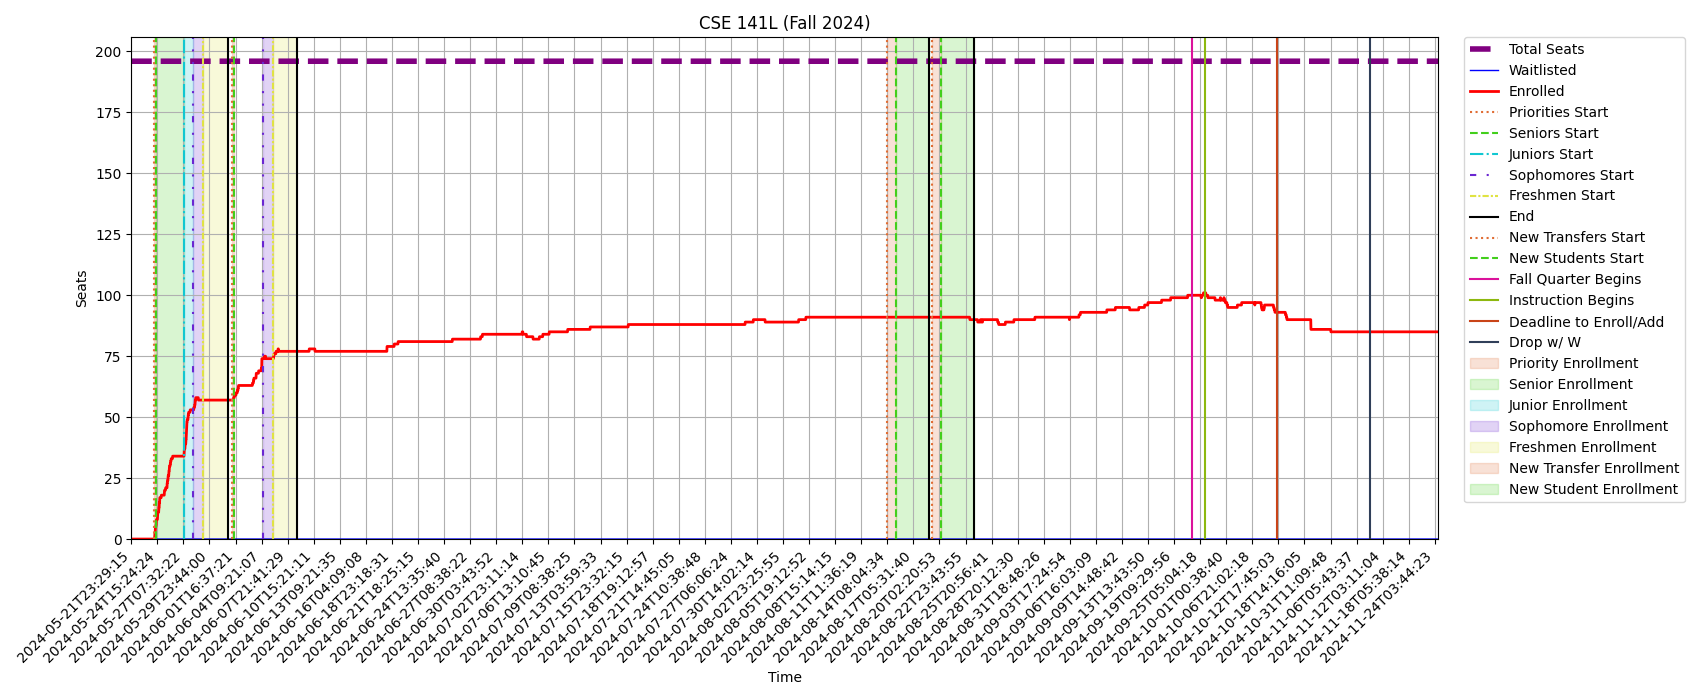 CSE 141L (Fall 2024)
Seats
200
175
150
125
100
75
50
25
0
2024-05-21T23:29:15
2024-05-24T15:24:24
2024-05-27T07:32:22
2024-05-29T23:44:00
2024-06-01T16:37:21
2024-06-04T09:21:07
2024-06-07T21:41:29
2024-06-10T15:21:11
2024-06-13T09:21:35
2024-06-16T04:09:08
2024-06-18T23:18:31
2024-06-21T18:25:15
2024-06-24T13:35:40
2024-06-27T08:38:22
2024-06-30T03:43:52
2024-07-02T23:11:14
2024-07-06T13:10:45
2024-07-09T08:38:25
2024-07-13T03:59:33
2024-07-15T23:32:15
2024-07-18T19:12:57
2024-07-21T14:45:05
2024-07-24T10:38:48
2024-07-27T06:06:24
2024-07-30T14:02:14
2024-08-02T23:25:55
2024-08-05T19:12:52
2024-08-08T15:14:15
2024-08-11T11:36:19
2024-08-14T08:04:34
2024-08-17T05:31:40
2024-08-20T02:20:53
2024-08-22T23:43:55
2024-08-25T20:56:41
2024-08-28T20:12:30
2024-08-31T18:48:26
2024-09-03T17:24:54
2024-09-06T16:03:09
2024-09-09T14:48:42
2024-09-13T13:43:50
2024-09-19T09:29:56
2024-09-25T05:04:18
2024-10-01T00:38:40
2024-10-06T21:02:18
2024-10-12T17:45:03
2024-10-18T14:16:05
2024-10-31T11:09:48
2024-11-06T05:43:37
2024-11-12T03:11:04
2024-11-18T05:38:14
2024-11-24T03:44:23
Time
Total Seats
Waitlisted
Enrolled
Priorities Start
Seniors Start
Juniors Start
Sophomores Start
Freshmen Start
End
New Transfers Start
New Students Start
Fall Quarter Begins
Instruction Begins
Deadline to Enroll/Add
Drop w/ W
Priority Enrollment
Senior Enrollment
Junior Enrollment
Sophomore Enrollment
Freshmen Enrollment
New Transfer Enrollment
New Student Enrollment